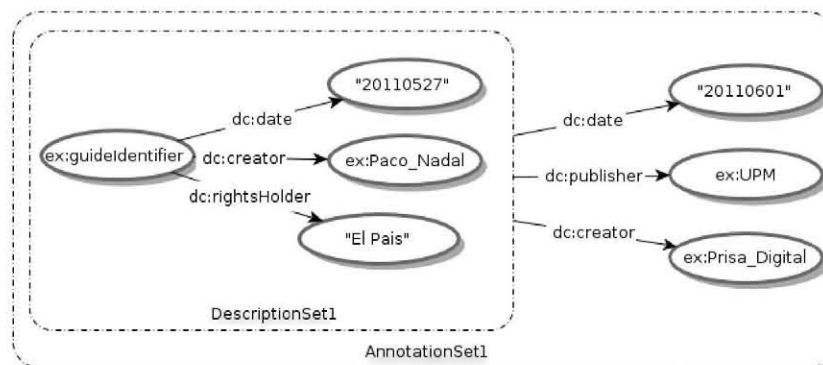 "20110527"
"20110601"
dc:date
dc:date
ex:guideIdentifier
dc:creator
ex:Paco_Nadal
dc:publisher
ex:UPM
dc:rightsHolder
"El Pais"
dc:creator
ex:Prisa_Digital
DescriptionSet1
AnnotationSet1